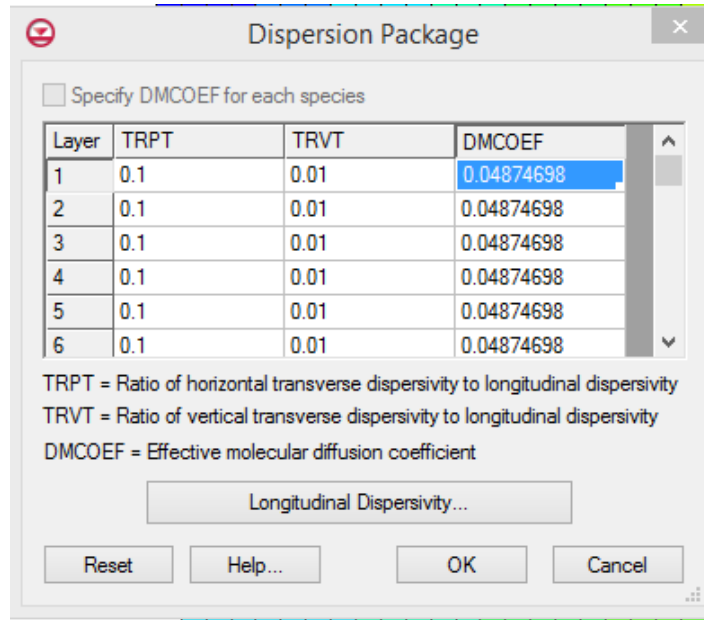 Dispersion Package
Specify DMCOEF for each species
Layer TRPT TRVT DMCOEF
1 0.1 0.01 0.04874698
2 0.1 0.01 0.04874698
3 0.1 0.01 0.04874698
4 0.1 0.01 0.04874698
5 0.1 0.01 0.04874698
6 0.1 0.01 0.04874698
TRPT = Ratio of horizontal transverse dispersivity to longitudinal dispersivity
TRVT = Ratio of vertical transverse dispersivity to longitudinal dispersivity
DMCOEF = Effective molecular diffusion coefficient
Longitudinal Dispersivity...
Reset Help... OK Cancel